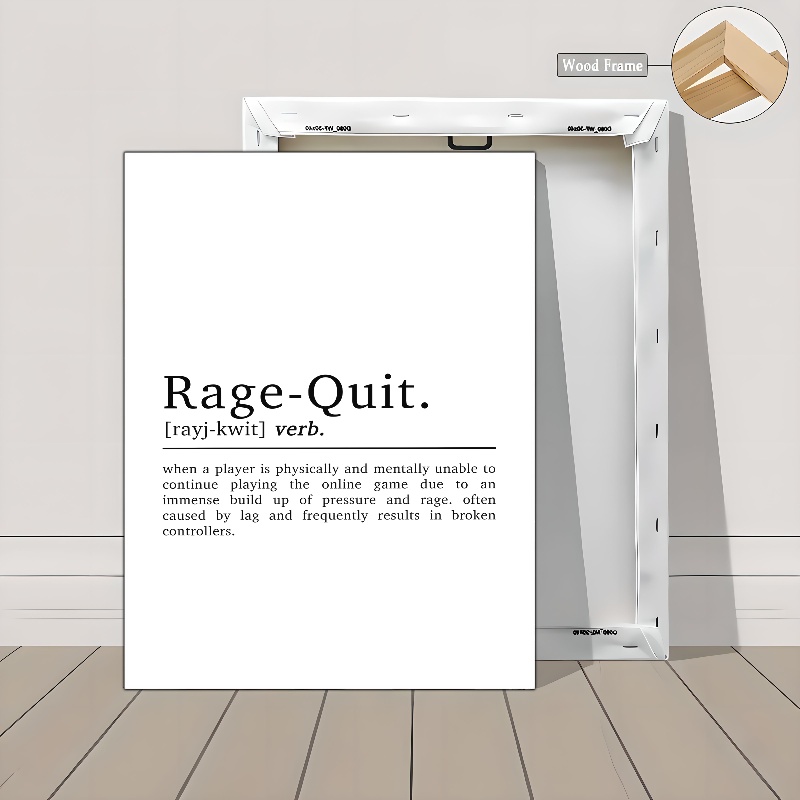 Wood Frame
Rage-Quit.
[rayj-kwit] verb.
when a player is physically and mentally unable to
continue playing the online game due to an
immense build up of pressure and rage. often
caused by lag and frequently results in broken
controllers.